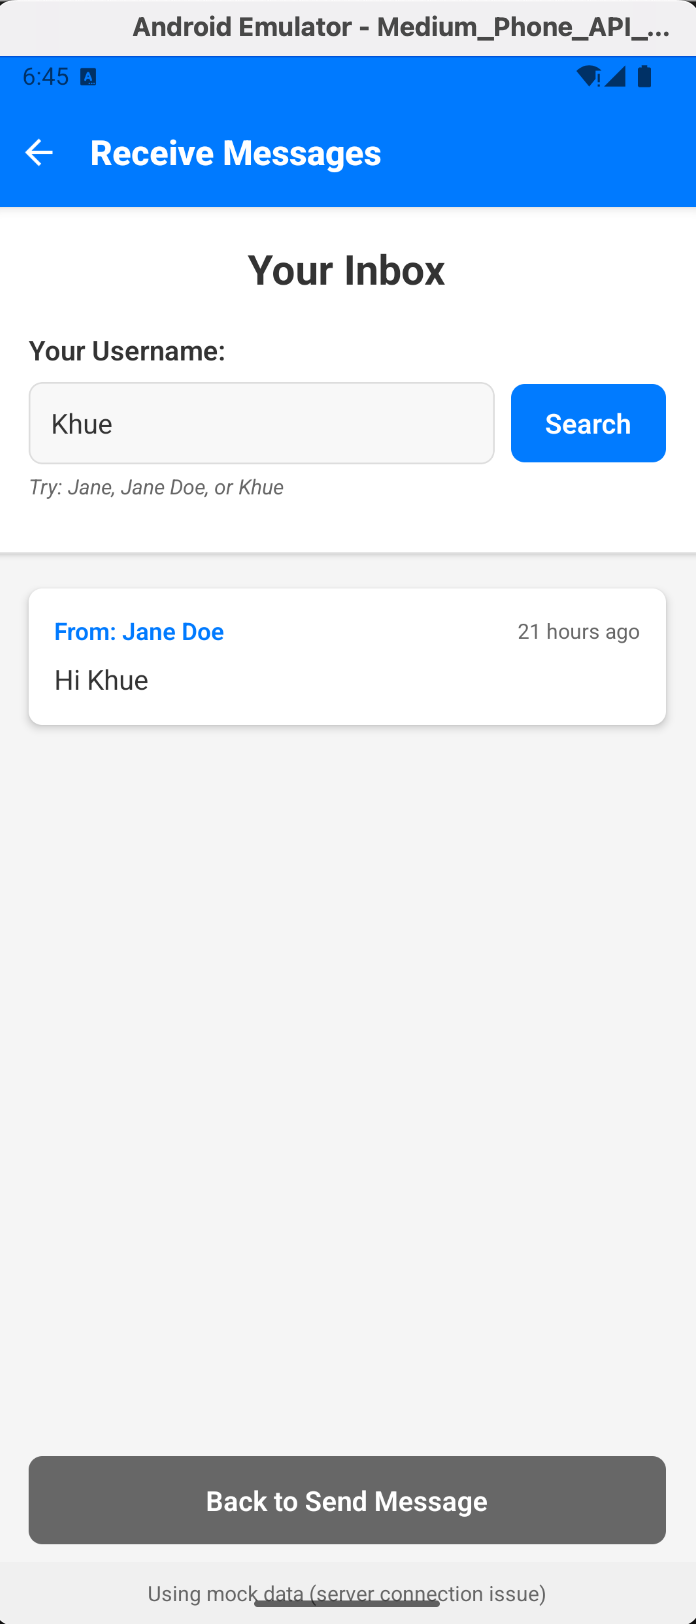 Android Emulator - Medium_Phone_API_...
6:45 A
Receive Messages
Your Inbox
Your Username:
Khue
Search
Try: Jane, Jane Doe, or Khue
From: Jane Doe
21 hours ago
Hi Khue
Back to Send Message
Using mock data (server connection issue)